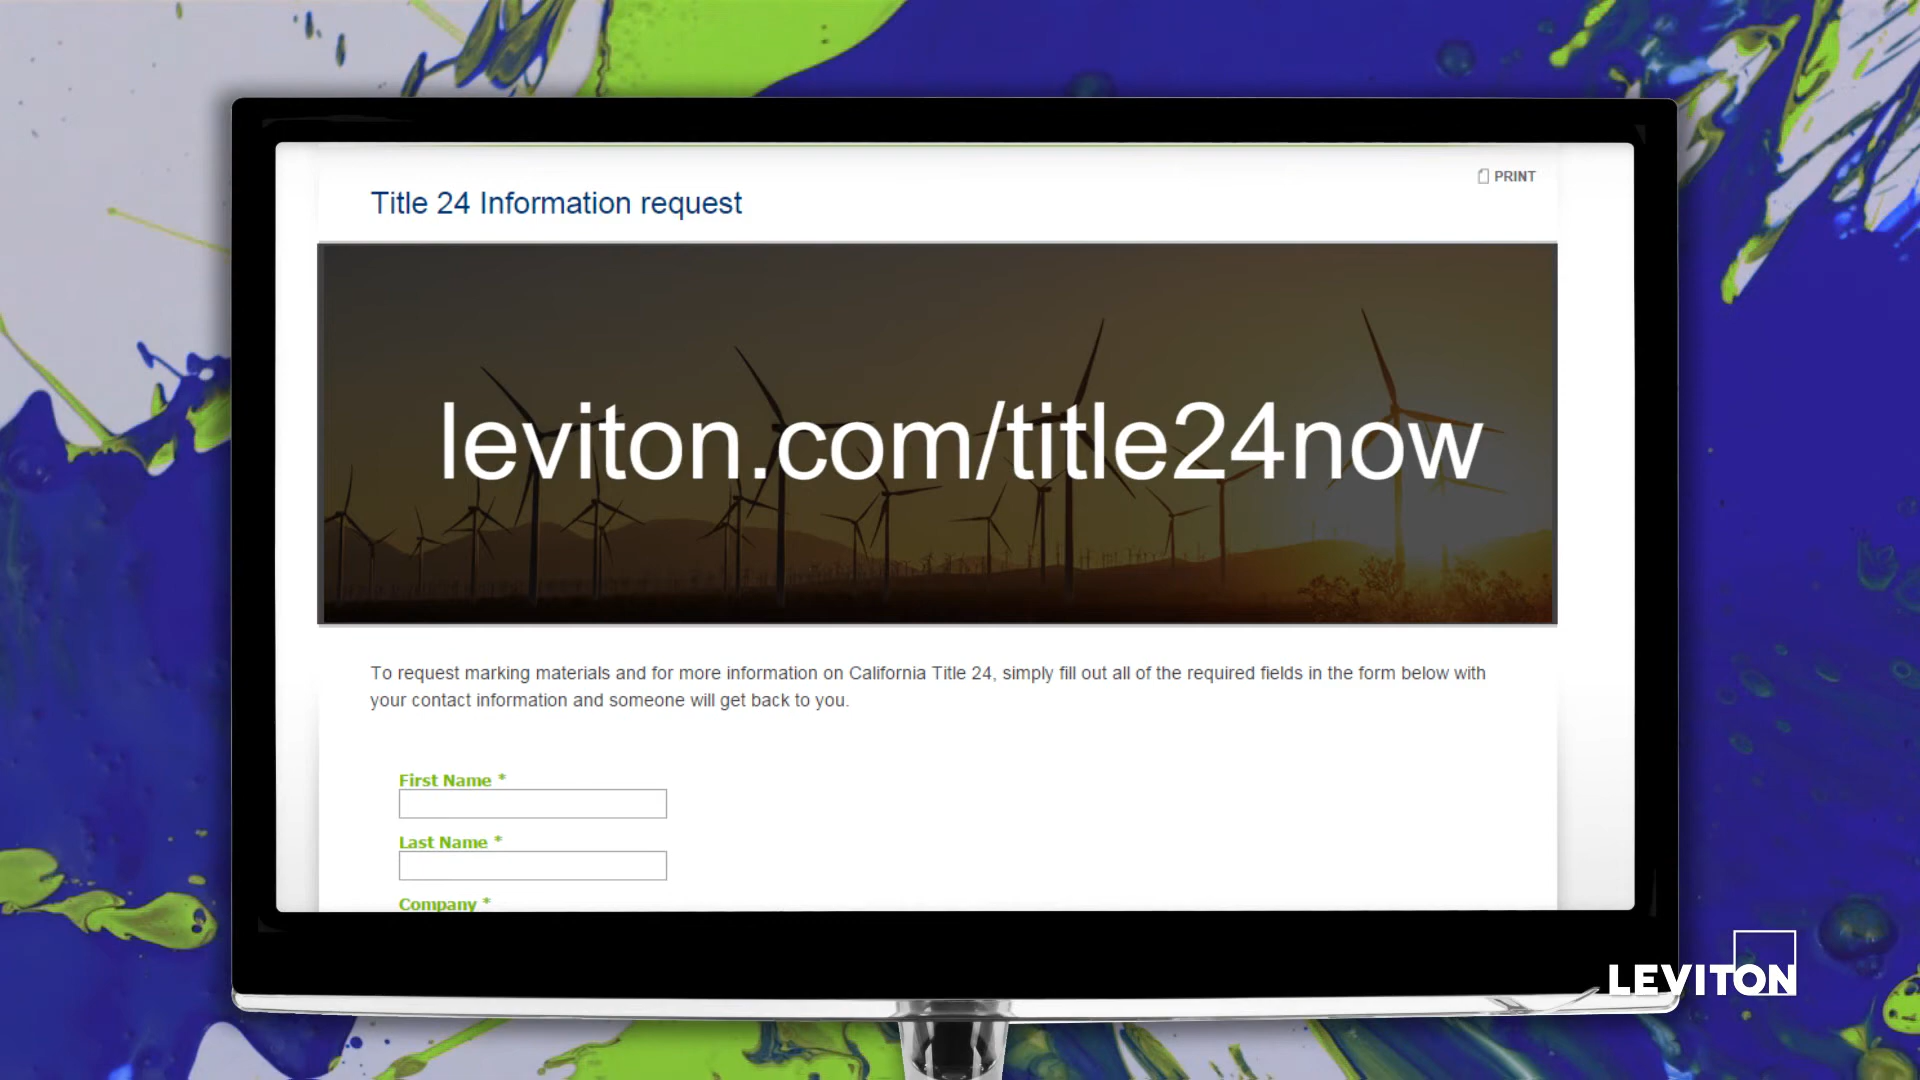 PRINT
Title 24 Information request
leviton.com/title24now
To request marking materials and for more information on California Title 24, simply fill out all of the required fields in the form below with
your contact information and someone will get back to you.
First Name *
Last Name *
Company *
LEVITON